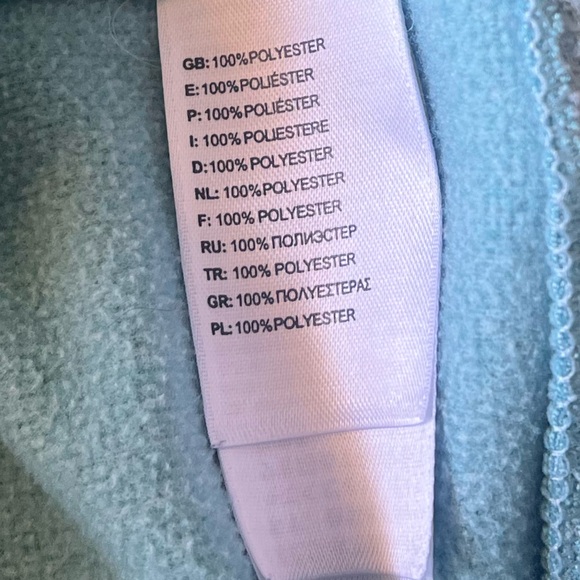 GB: 100%POLYESTER
E: 100%POLIÉSTER
P: 100%POLIÉSTER
I: 100% POLIESTERE
D:100% POLYESTER
NL: 100%POLYESTER
F: 100% POLYESTER
RU: 100%ПОЛИЭСТЕР
TR: 100% POLYESTER
GR: 100%ΠΟΛΥΕΣΤΕΡΑΣ
PL: 100%POLYESTER